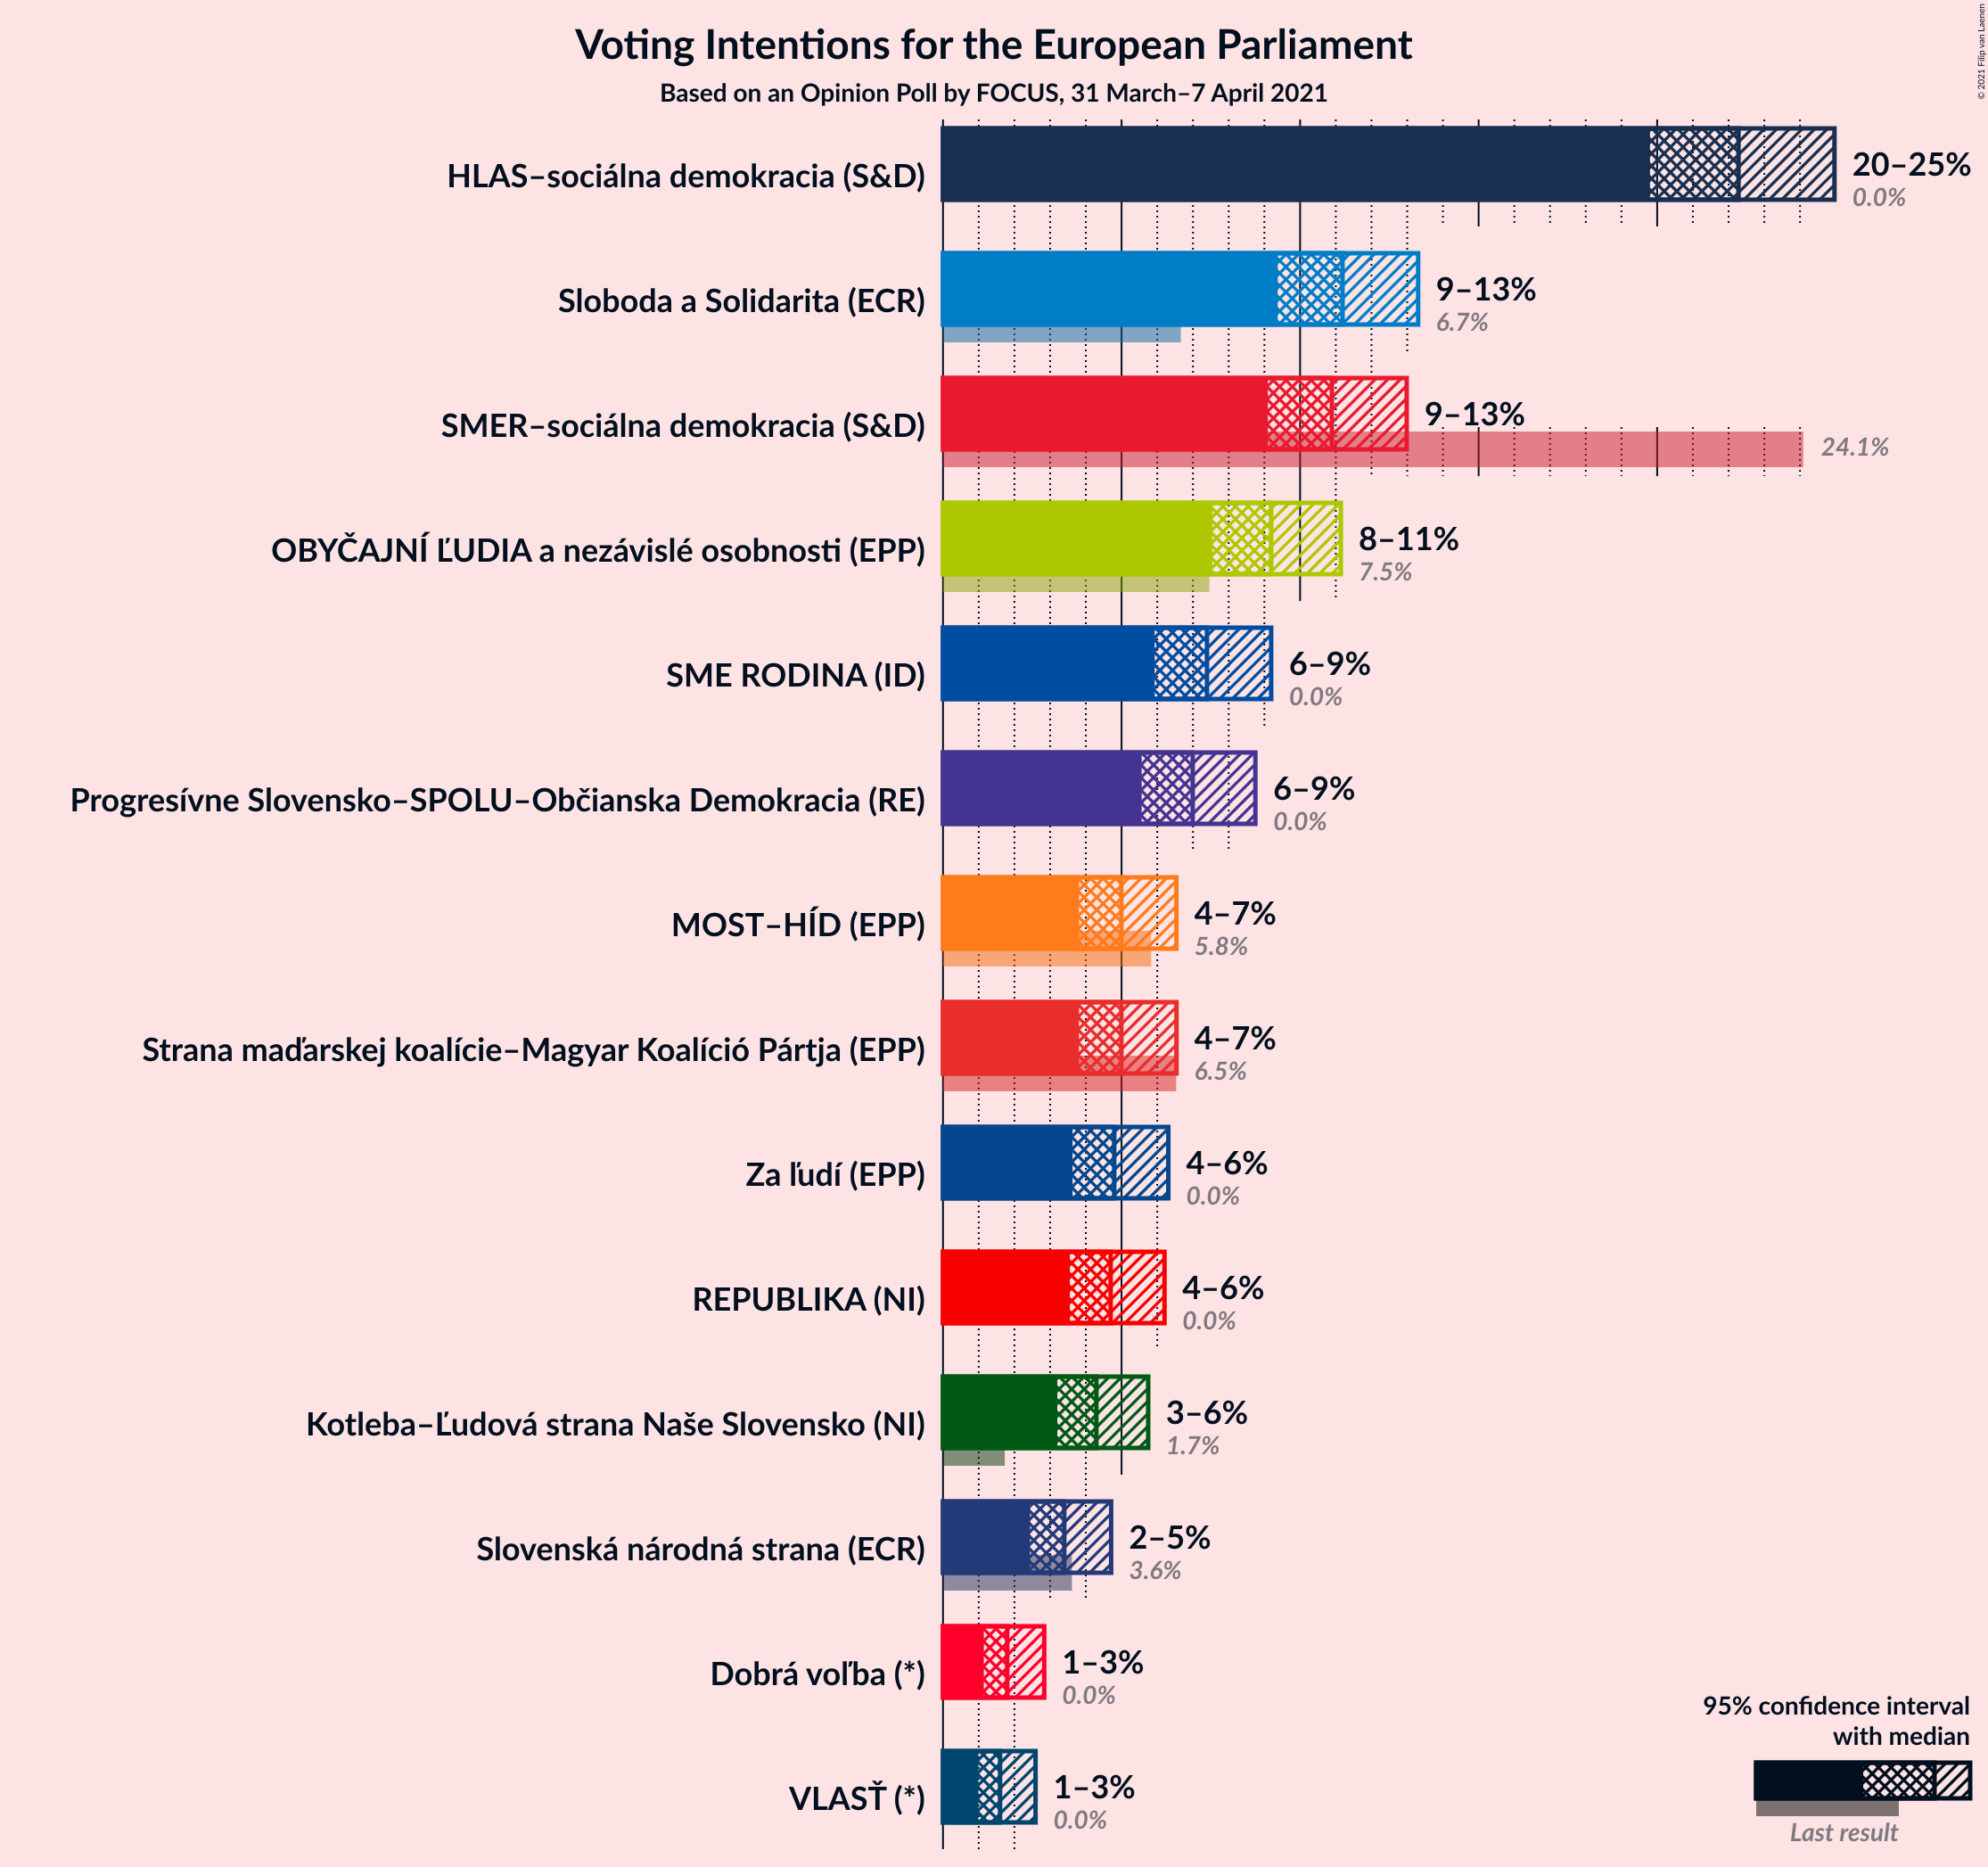 Voting Intentions for the European Parliament
Based on an Opinion Poll by FOCUS, 31 March–7 April 2021
© 2021 Filip van Laenen
HLAS–sociálna demokracia (S&D)
20–25%
0.0%
Sloboda a Solidarita (ECR)
9–13%
6.7%
SMER–sociálna demokracia (S&D)
9–13%
24.1%
OBYČAJNÍ ĽUDIA a nezávislé osobnosti (EPP)
8–11%
7.5%
SME RODINA (ID)
6–9%
0.0%
Progresívne Slovensko–SPOLU–Občianska Demokracia (RE)
6–9%
0.0%
MOST–HÍD (EPP)
4–7%
5.8%
Strana maďarskej koalície–Magyar Koalíció Pártja (EPP)
4–7%
6.5%
Za ľudí (EPP)
4–6%
0.0%
REPUBLIKA (NI)
4–6%
0.0%
Kotleba–Ľudová strana Naše Slovensko (NI)
3–6%
1.7%
Slovenská národná strana (ECR)
2–5%
3.6%
Dobrá voľba (*)
1–3%
0.0%
VLASŤ (*)
1–3%
0.0%
95% confidence interval
with median
Last result